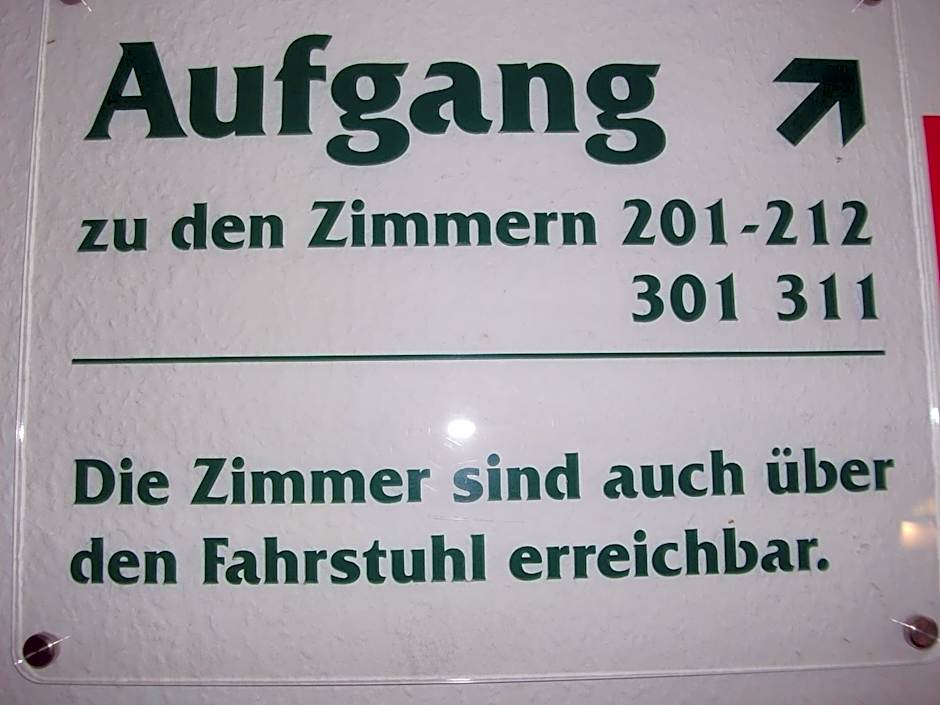 Aufgang
zu den Zimmern 201-212
301 311
Die Zimmer sind auch über
den Fahrstuhl erreichbar.